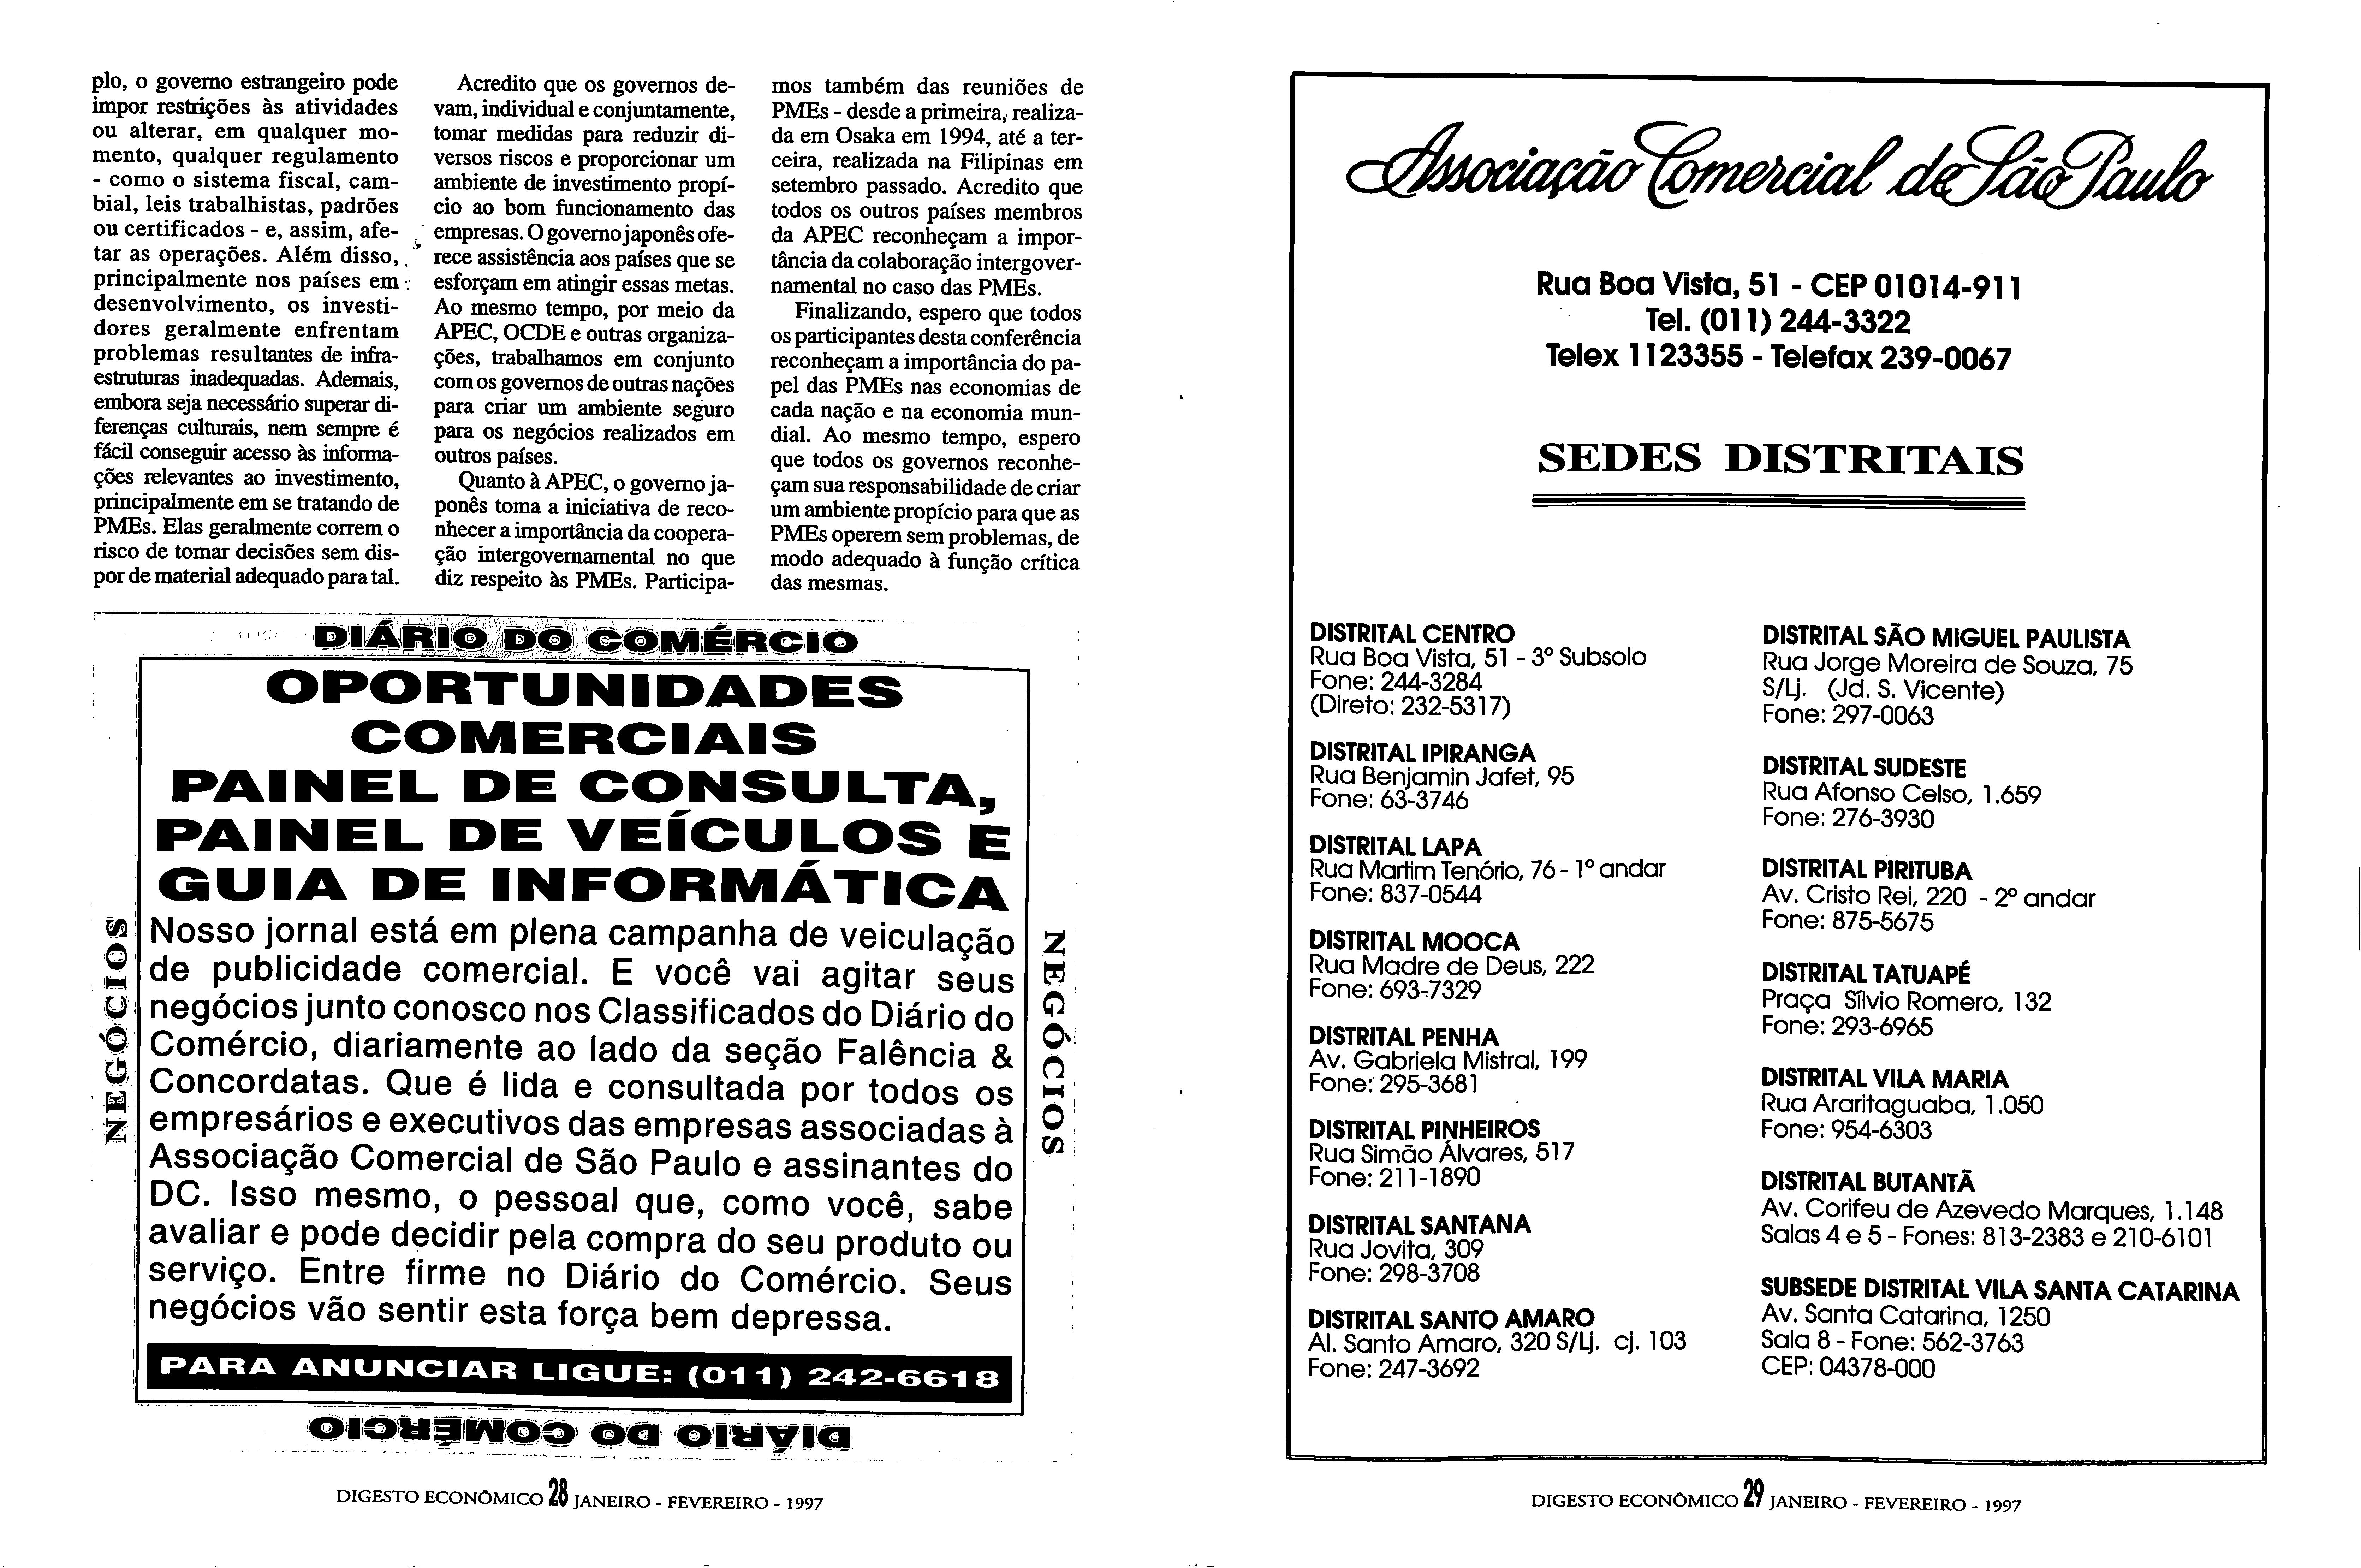 plo, o governo estrangeiro pode
impor restrições às atividades
ou alterar, em qualquer mo-
mento, qualquer regulamento
- como o sistema fiscal, cam-
bial, leis trabalhistas, padrões
ou certificados - e, assim, afe-
tar as operações. Além disso,
principalmente nos países em
desenvolvimento, os investi-
dores geralmente enfrentam
problemas resultantes de infra-
estruturas inadequadas. Ademais,
embora seja necessário superar di-
ferenças culturais, nem sempre é
fácil conseguir acesso às informa-
ções relevantes ao investimento,
principalmente em se tratando de
PMEs. Elas geralmente correm o
risco de tomar decisões sem dis-
por de material adequado para tal.
Acredito que os governos de-
vam, individual e conjuntamente,
tomar medidas para reduzir di-
versos riscos e proporcionar um
ambiente de investimento propí-
cio ao bom funcionamento das
empresas. O governo japonês ofe-
rece assistência aos países que se
esforçam em atingir essas metas.
Ao mesmo tempo, por meio da
APEC, OCDE e outras organiza-
ções, trabalhamos em conjunto
com os governos de outras nações
para criar um ambiente seguro
para os negócios realizados em
outros países.
Quanto à APEC, o governo ja-
ponês toma a iniciativa de reco-
nhecer a importância da coopera-
ção intergovernamental no que
diz respeito às PMEs. Participa-
mos também das reuniões de
PMEs - desde a primeira, realiza-
da em Osaka em 1994, até a ter-
ceira, realizada na Filipinas em
setembro passado. Acredito que
todos os outros países membros
da APEC reconheçam a impor-
tância da colaboração intergover-
namental no caso das PMEs.
Finalizando, espero que todos
os participantes desta conferência
reconheçam a importância do pa-
pel das PMEs nas economias de
cada nação e na economia mun-
dial. Ao mesmo tempo, espero
que todos os governos reconhe-
çam sua responsabilidade de criar
um ambiente propício para que as
PMEs operem sem problemas, de
modo adequado à função crítica
das mesmas.
DIÁRIO DO COMÉRCIO
OPORTUNIDADES
COMERCIAIS
PAINEL DE CONSULTA,
PAINEL DE VEÍCULOS E
GUIA DE INFORMÁTICA
NEGÓCIOS
Nosso jornal está em plena campanha de veiculação
de publicidade comercial. E você vai agitar seus
negócios junto conosco nos Classificados do Diário do
Comércio, diariamente ao lado da seção Falência &
Concordatas. Que é lida e consultada por todos os
empresários e executivos das empresas associadas à
Associação Comercial de São Paulo e assinantes do
DC. Isso mesmo, o pessoal que, como você, sabe
avaliar e pode decidir pela compra do seu produto ou
serviço. Entre firme no Diário do Comércio. Seus
negócios vão sentir esta força bem depressa.
NEGÓCIOS
PARA ANUNCIAR LIGUE: (011) 242-6618
DIÁRIO DO COMÉRCIO
DIGESTO ECONÔMICO 28 JANEIRO - FEVEREIRO - 1997
Associação Comercial de São Paulo
Rua Boa Vista, 51 - CEP 01014-911
Tel. (011) 244-3322
Telex 1123355 - Telefax 239-0067
SEDES DISTRITAIS
DISTRITAL CENTRO
Rua Boa Vista, 51 - 3º Subsolo
Fone: 244-3284
(Direto: 232-5317)
DISTRITAL IPIRANGA
Rua Benjamin Jafet, 95
Fone: 63-3746
DISTRITAL LAPA
Rua Martim Tenório, 76 - 1º andar
Fone: 837-0544
DISTRITAL MOOCA
Rua Madre de Deus, 222
Fone: 693-7329
DISTRITAL PENHA
Av. Gabriela Mistral, 199
Fone: 295-3681
DISTRITAL PINHEIROS
Rua Simão Álvares, 517
Fone: 211-1890
DISTRITAL SANTANA
Rua Jovita, 309
Fone: 298-3708
DISTRITAL SANTO AMARO
Al. Santo Amaro, 320 S/Lj. cj. 103
Fone: 247-3692
DISTRITAL SÃO MIGUEL PAULISTA
Rua Jorge Moreira de Souza, 75
S/Lj. (Jd. S. Vicente)
Fone: 297-0063
DISTRITAL SUDESTE
Rua Afonso Celso, 1.659
Fone: 276-3930
DISTRITAL PIRITUBA
Av. Cristo Rei, 220 - 2º andar
Fone: 875-5675
DISTRITAL TATUAPÉ
Praça Sílvio Romero, 132
Fone: 293-6965
DISTRITAL VILA MARIA
Rua Araritaguaba, 1.050
Fone: 954-6303
DISTRITAL BUTANTÃ
Av. Corifeu de Azevedo Marques, 1.148
Salas 4 e 5 - Fones: 813-2383 e 210-6101
SUBSEDE DISTRITAL VILA SANTA CATARINA
Av. Santa Catarina, 1250
Sala 8 - Fone: 562-3763
CEP: 04378-000
DIGESTO ECONÔMICO 29 JANEIRO - FEVEREIRO - 1997